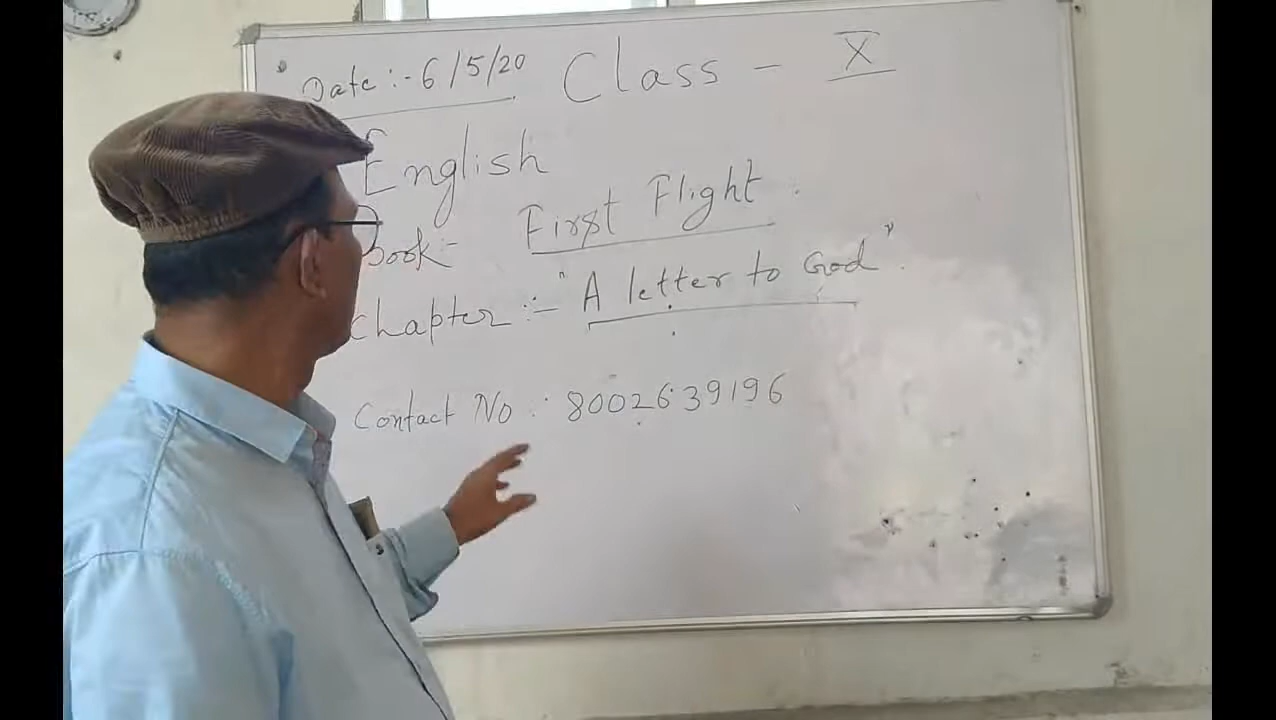 Date :- 6/5/20 Class - X
English
Book:- First Flight.
Chapter :- "A letter to God".
Contact No : 8002639196